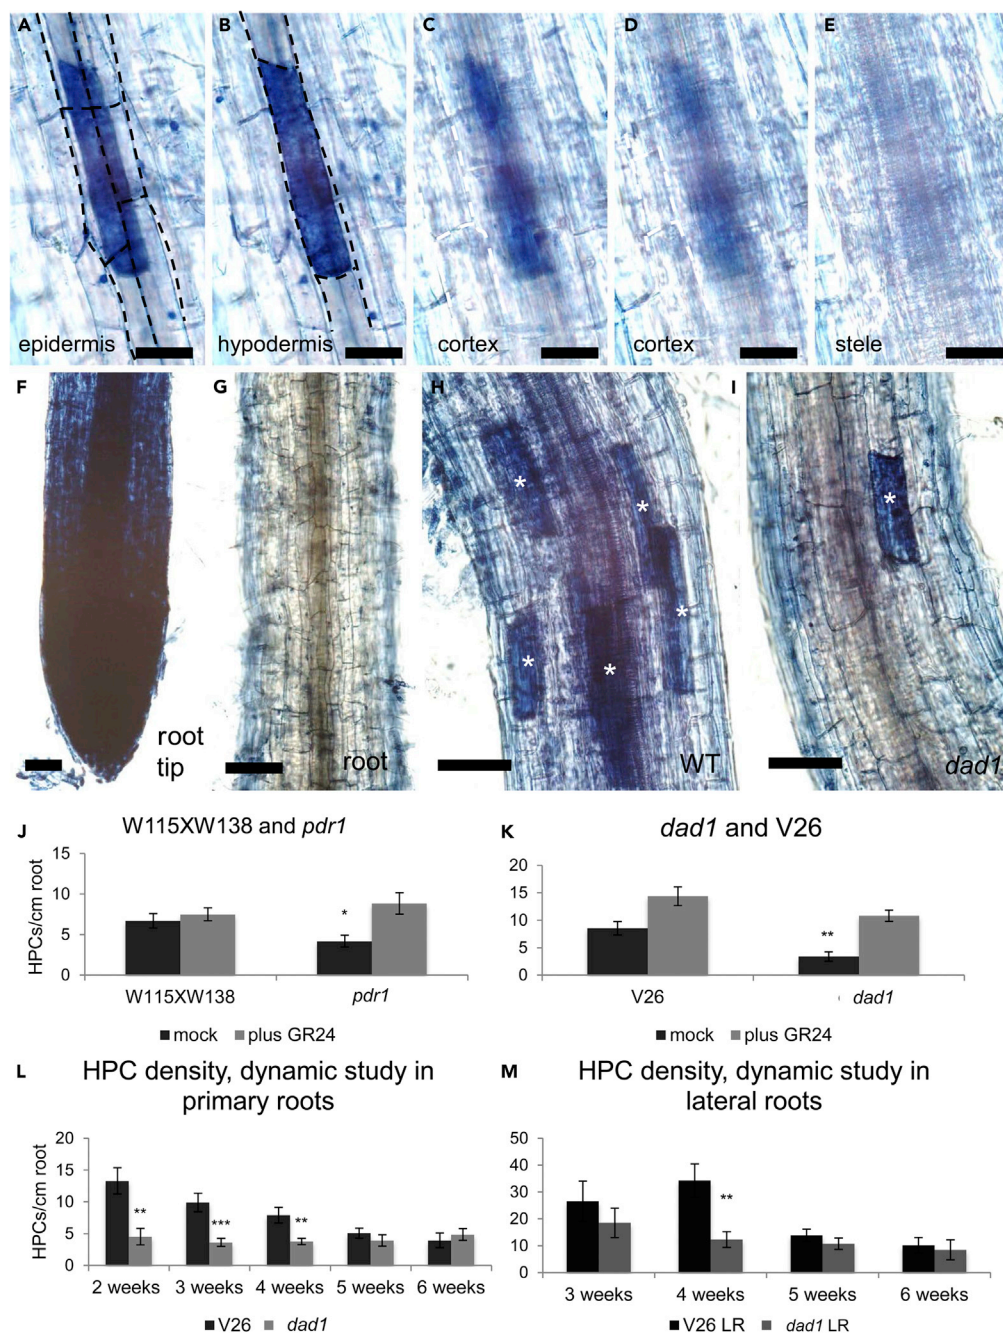 A B C D E
epidermis hypodermis cortex cortex stele
F G H I
root
tip root WT dad1
* * * * * *
J W115XW138 and pdr1
HPCs/cm root
15
10
5
0
*
W115XW138 pdr1
mock plus GR24
K dad1 and V26
20
15
10
5
0
**
V26 dad1
mock plus GR24
L HPC density, dynamic study in
primary roots
HPCs/cm root
20
15
10
5
0
** *** **
2 weeks 3 weeks 4 weeks 5 weeks 6 weeks
V26 dad1
M HPC density, dynamic study in
lateral roots
50
40
30
20
10
0
**
3 weeks 4 weeks 5 weeks 6 weeks
V26 LR dad1 LR